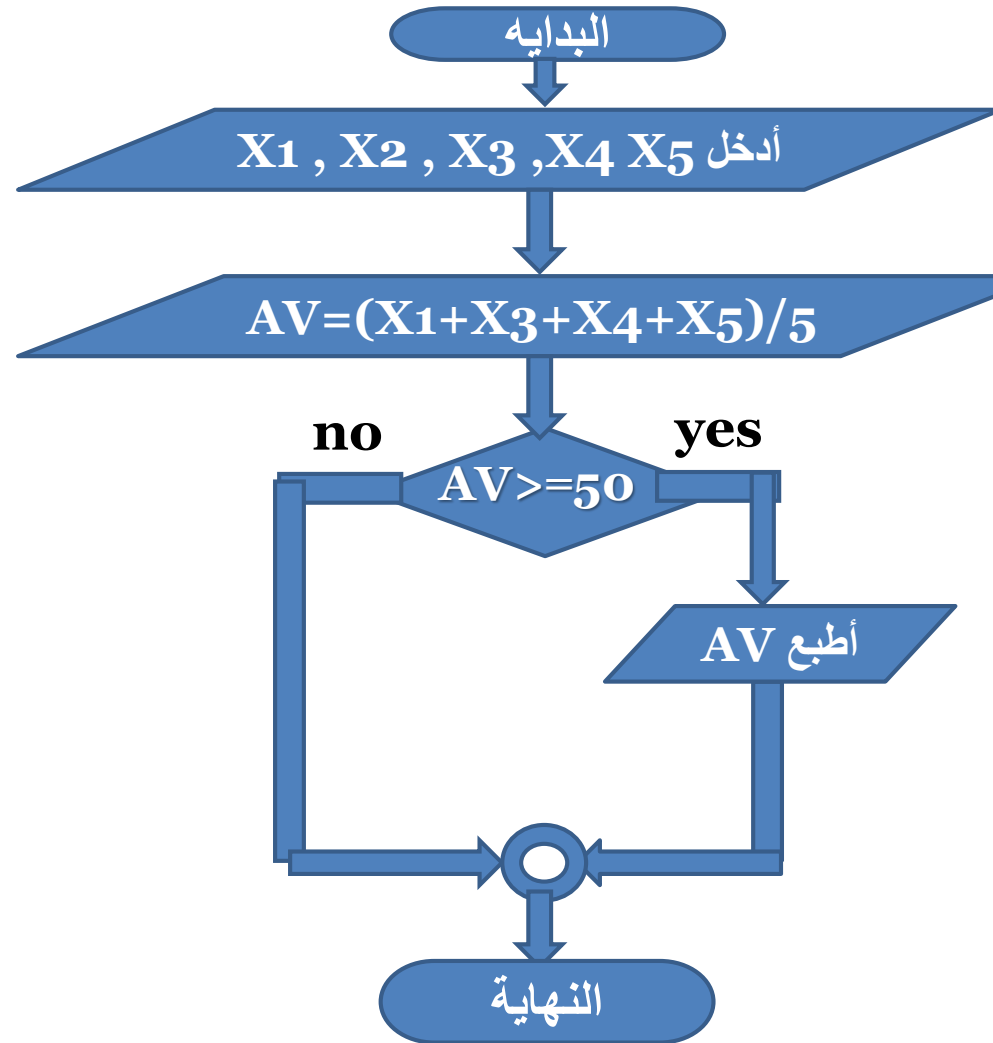 البدايه
أدخل X1 , X2 , X3 ,X4 X5
AV=(X1+X3+X4+X5)/5
no
yes
AV>=50
أطبع AV
النهاية